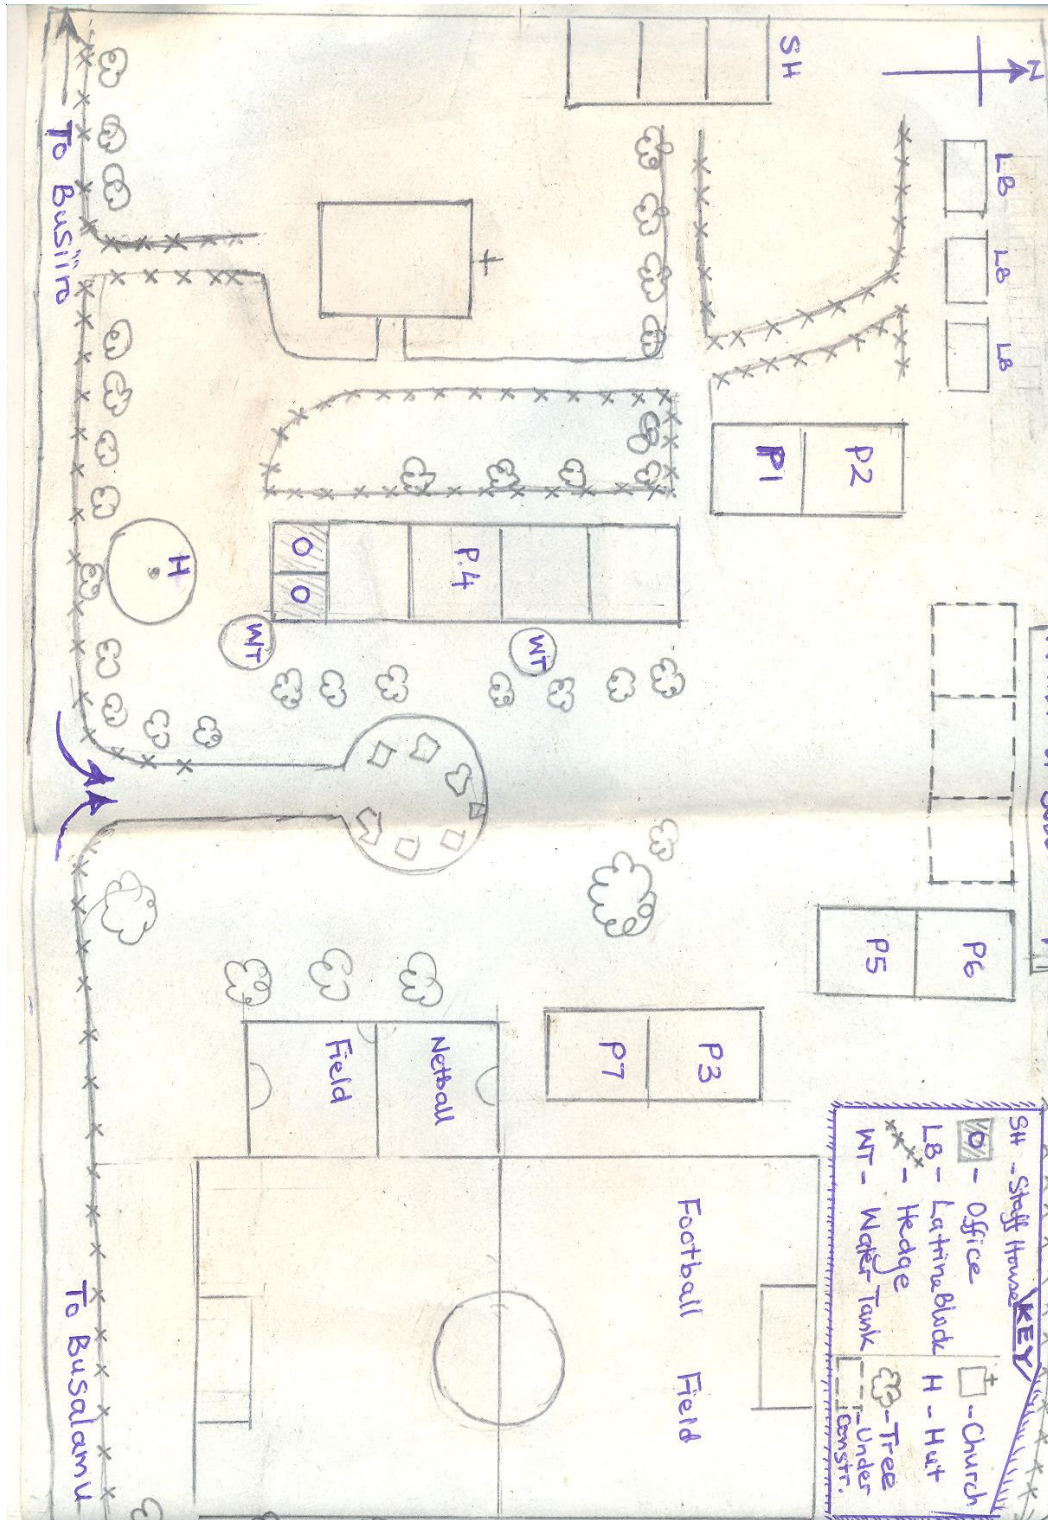 N
LB
LB
LB
SH
P2
P1
P6
P5
P3
P7
KEY
SH - Staff House
O - Office
LB - Latrine Block
- Hedge
WT - Water Tank
- Church
H - Hut
- Tree
- Under
Constr.
P.4
O
O
WT
WT
H
Netball
Field
Football Field
To Busiiro
To Busalamu